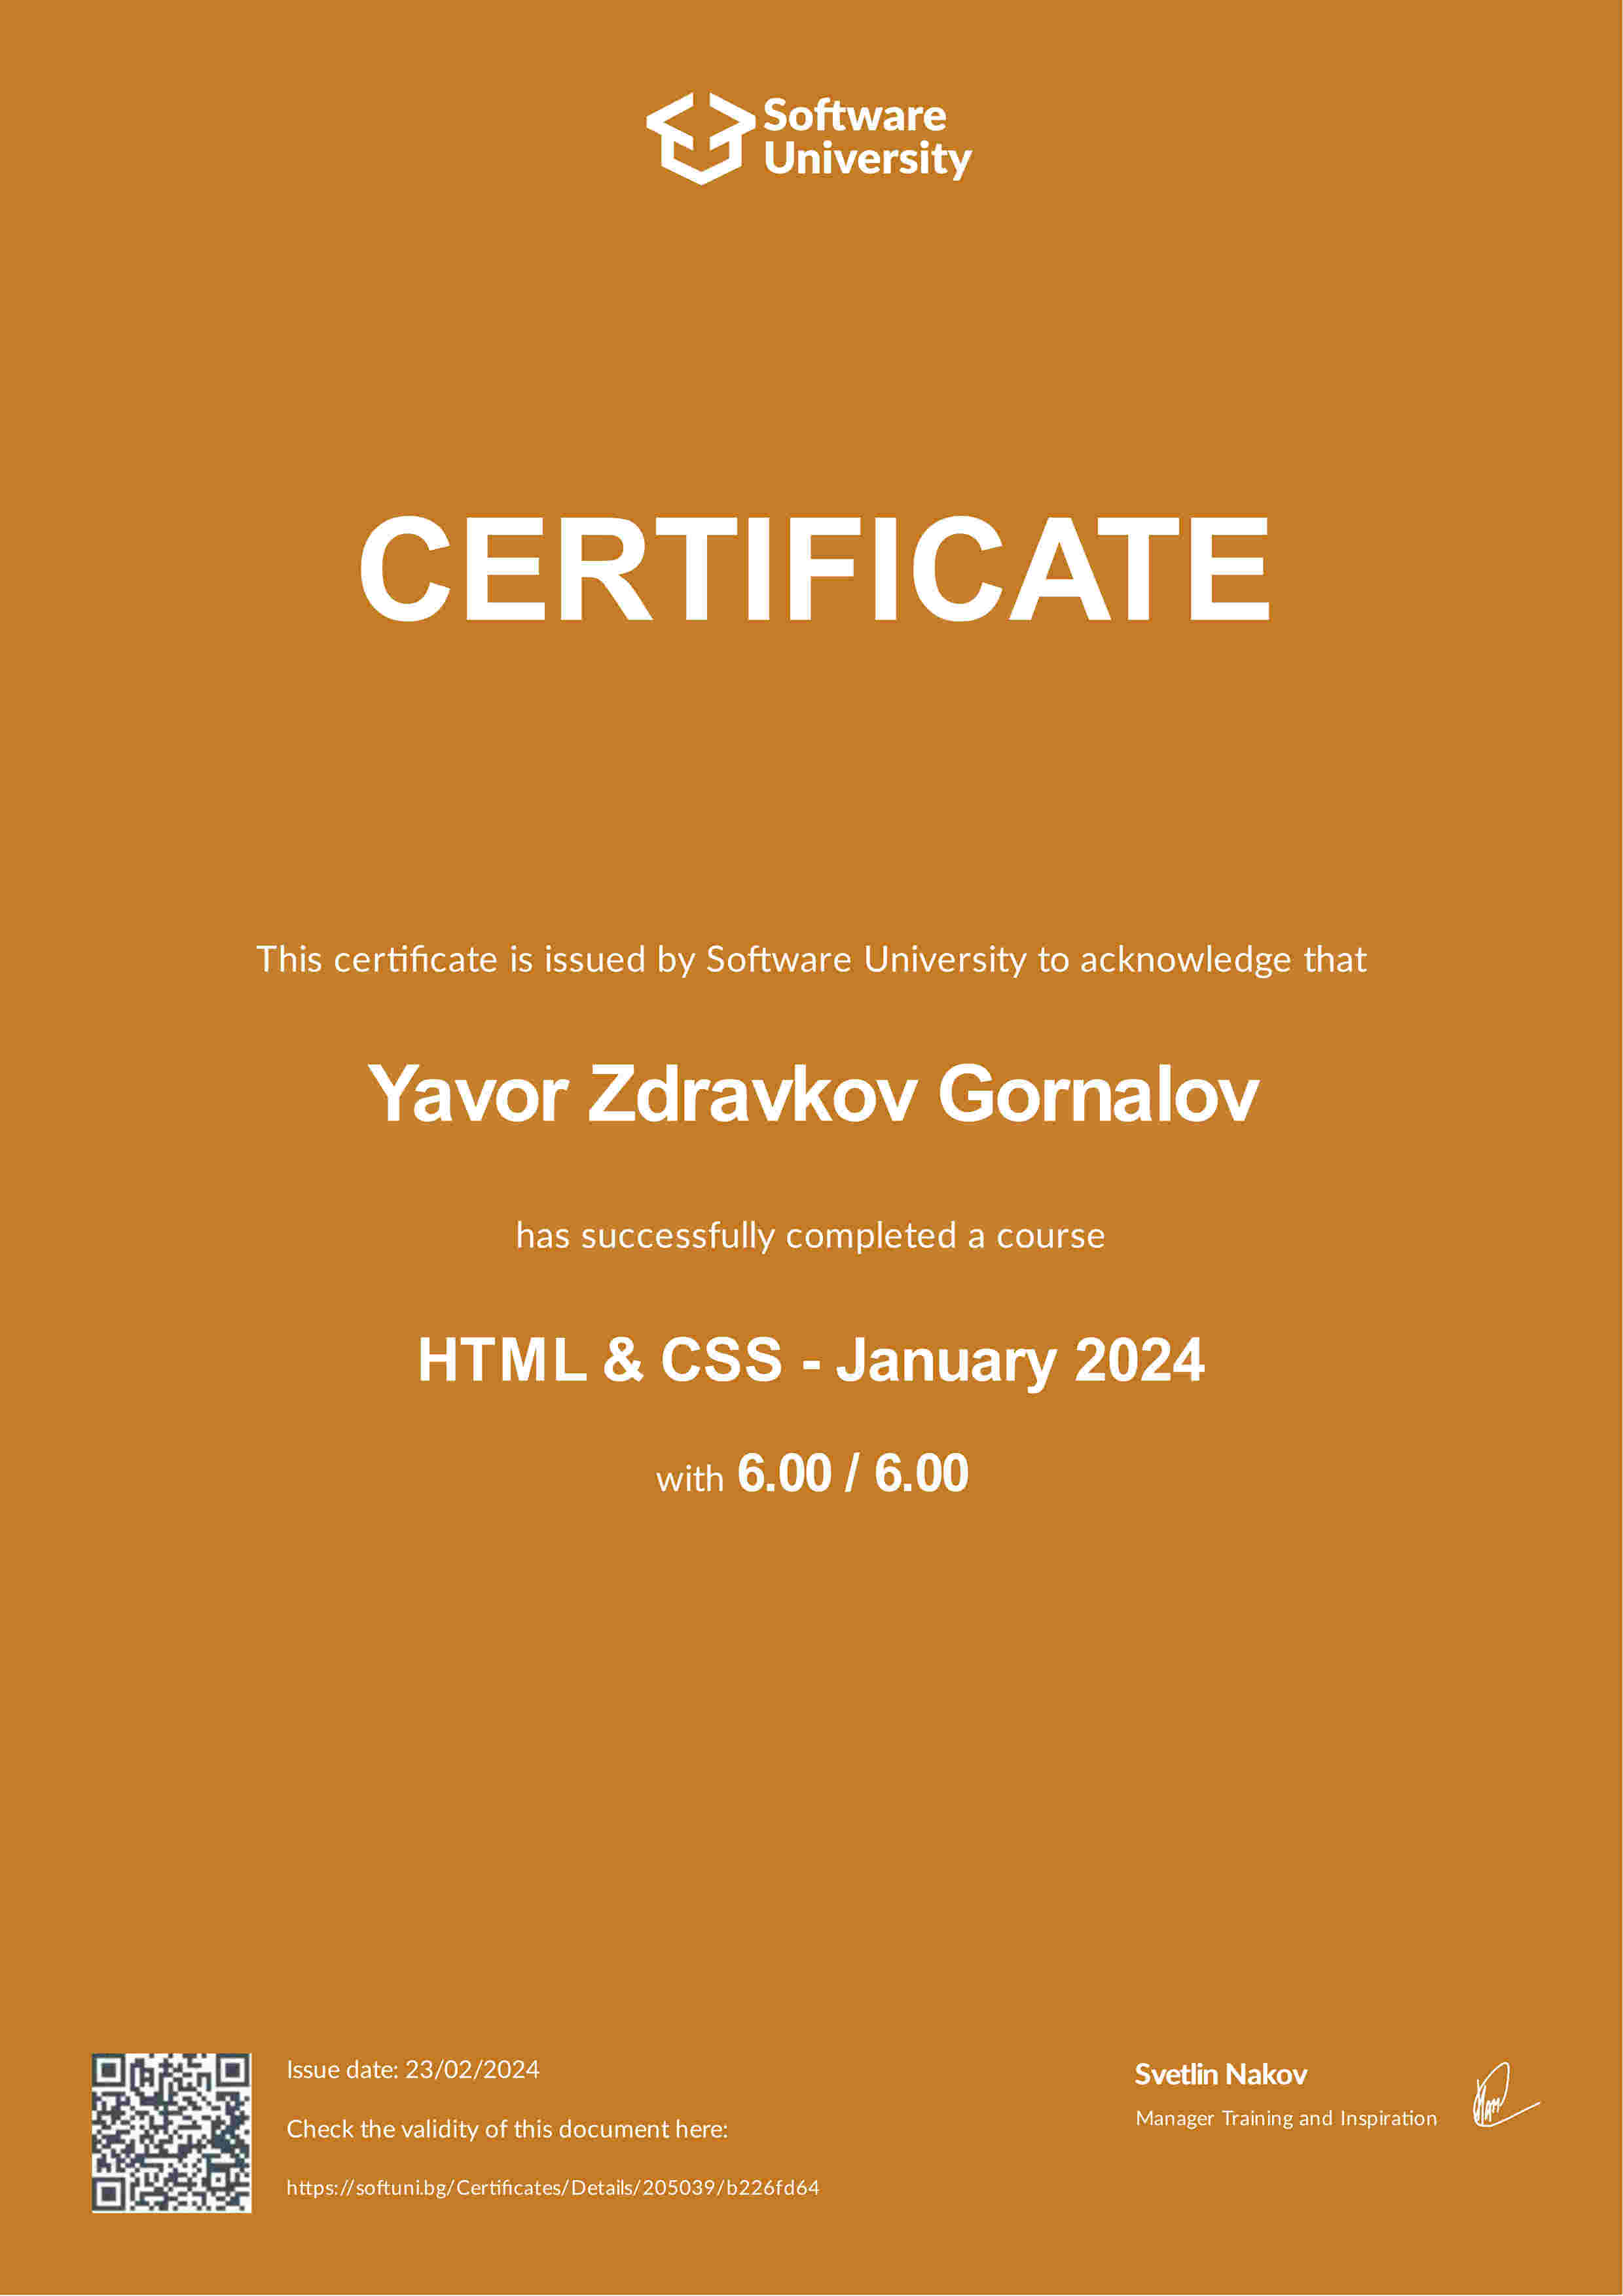 Software
University
CERTIFICATE
This certificate is issued by Software University to acknowledge that
Yavor Zdravkov Gornalov
has successfully completed a course
HTML & CSS - January 2024
with 6.00 / 6.00
Issue date: 23/02/2024
Check the validity of this document here:
https://softuni.bg/Certificates/Details/205039/b226fd64
Svetlin Nakov
Manager Training and Inspiration